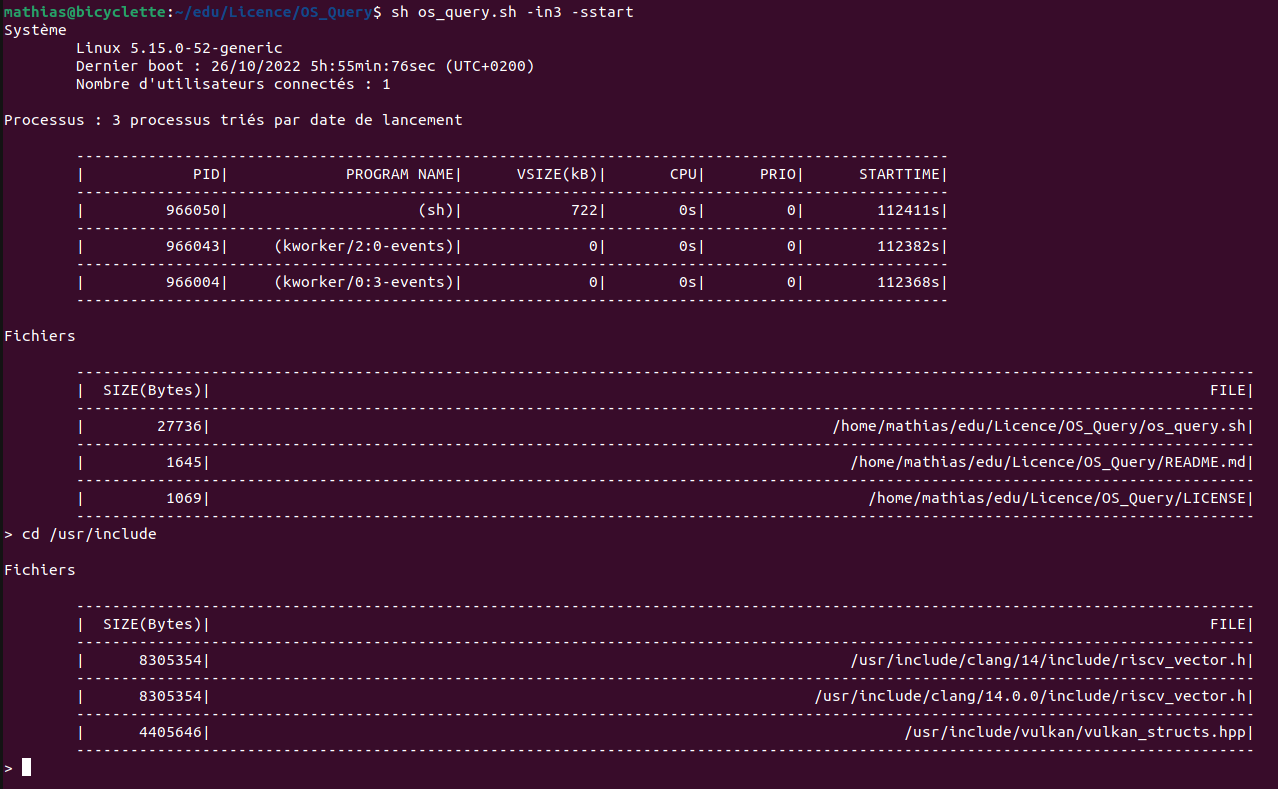 mathias@bicyclette:~/edu/Licence/OS_Query$ sh os_query.sh -in3 -sstart
Système
        Linux 5.15.0-52-generic
        Dernier boot : 26/10/2022 5h:55min:76sec (UTC+0200)
        Nombre d'utilisateurs connectés : 1

Processus : 3 processus triés par date de lancement

        -------------------------------------------------------------------------------------------------
        |            PID|             PROGRAM NAME|      VSIZE(kB)|       CPU|      PRIO|      STARTTIME|
        -------------------------------------------------------------------------------------------------
        |         966050|                     (sh)|            722|        0s|         0|        112411s|
        -------------------------------------------------------------------------------------------------
        |         966043|     (kworker/2:0-events)|              0|        0s|         0|        112382s|
        -------------------------------------------------------------------------------------------------
        |         966004|     (kworker/0:3-events)|              0|        0s|         0|        112368s|
        -------------------------------------------------------------------------------------------------

Fichiers

        -----------------------------------------------------------------------------------------------------------------------------------
        |  SIZE(Bytes)|                                                                                                               FILE|
        -----------------------------------------------------------------------------------------------------------------------------------
        |        27736|                                                                     /home/mathias/edu/Licence/OS_Query/os_query.sh|
        -----------------------------------------------------------------------------------------------------------------------------------
        |         1645|                                                                       /home/mathias/edu/Licence/OS_Query/README.md|
        -----------------------------------------------------------------------------------------------------------------------------------
        |         1069|                                                                         /home/mathias/edu/Licence/OS_Query/LICENSE|
        -----------------------------------------------------------------------------------------------------------------------------------
> cd /usr/include

Fichiers

        -----------------------------------------------------------------------------------------------------------------------------------
        |  SIZE(Bytes)|                                                                                                               FILE|
        -----------------------------------------------------------------------------------------------------------------------------------
        |      8305354|                                                                       /usr/include/clang/14/include/riscv_vector.h|
        -----------------------------------------------------------------------------------------------------------------------------------
        |      8305354|                                                                   /usr/include/clang/14.0.0/include/riscv_vector.h|
        -----------------------------------------------------------------------------------------------------------------------------------
        |      4405646|                                                                             /usr/include/vulkan/vulkan_structs.hpp|
        -----------------------------------------------------------------------------------------------------------------------------------
>